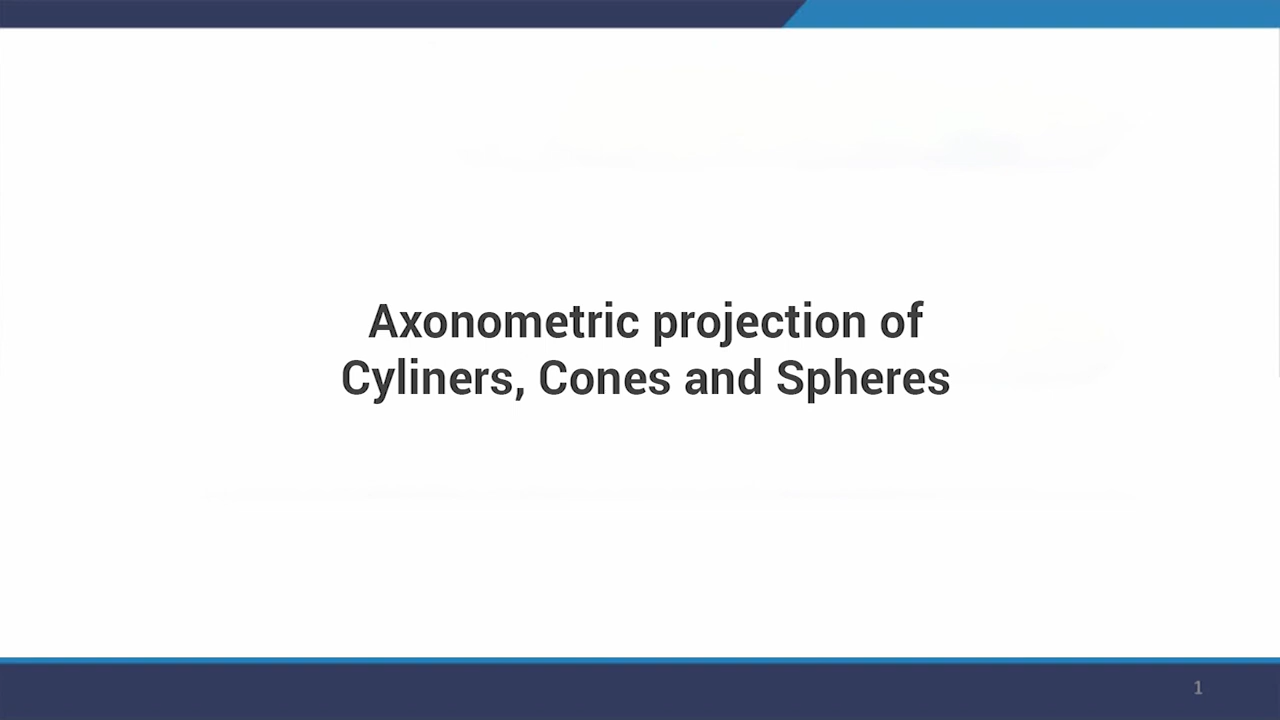 Axonometric projection of
Cyliners, Cones and Spheres
1